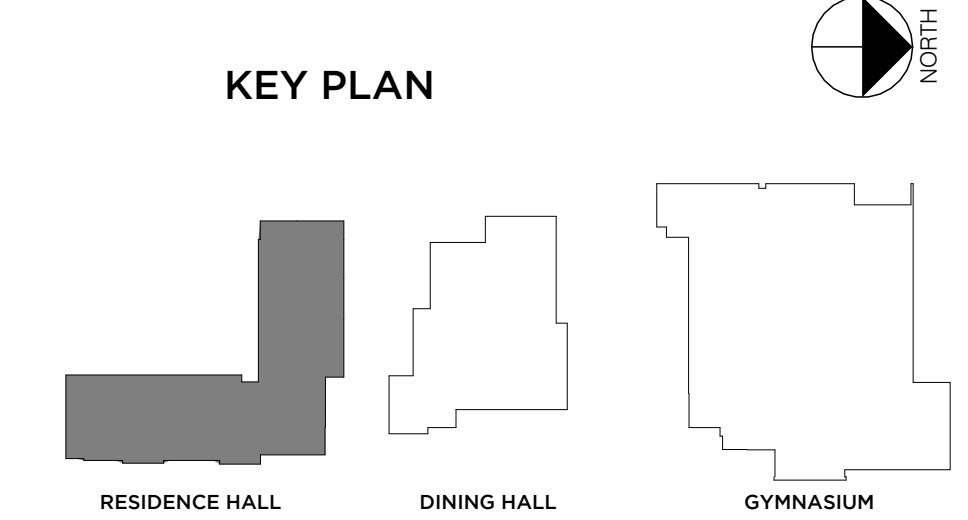 NORTH
KEY PLAN
RESIDENCE HALL
DINING HALL
GYMNASIUM